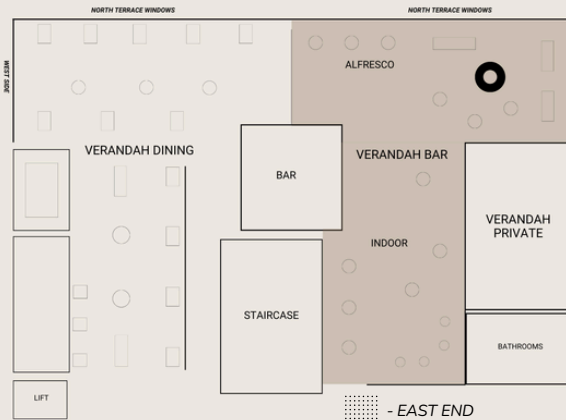 NORTH TERRACE WINDOWS
NORTH TERRACE WINDOWS
WEST SIDE
ALFRESCO
VERANDAH DINING
VERANDAH BAR
BAR
VERANDAH
PRIVATE
INDOOR
STAIRCASE
BATHROOMS
LIFT
- EAST END